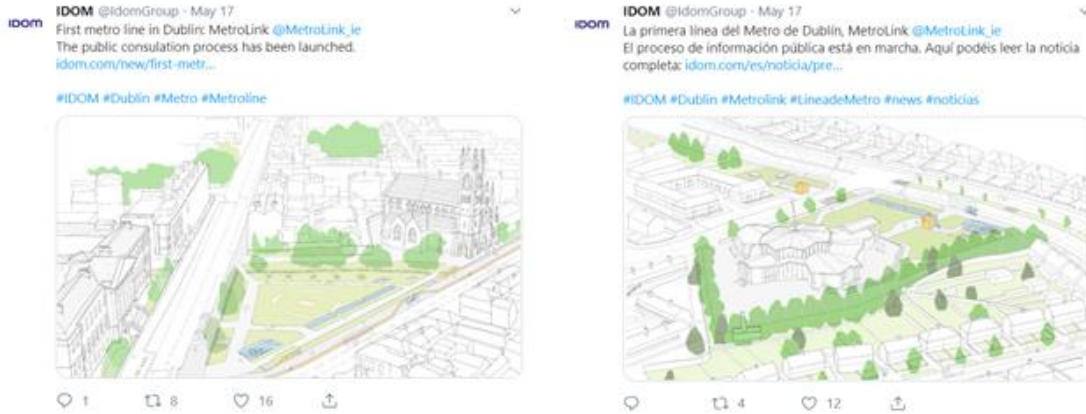 IDOM
IDOM @IdomGroup · May 17
First metro line in Dublin: MetroLink @MetroLink_ie
The public consulation process has been launched.
idom.com/new/first-metr...
#IDOM #Dublin #Metro #Metroline
1 8 16
IDOM
IDOM @IdomGroup · May 17
La primera línea del Metro de Dublín, MetroLink @MetroLink_ie
El proceso de información pública está en marcha. Aquí podéis leer la noticia
completa: idom.com/es/noticia/pre...
#IDOM #Dublin #Metrolink #LineadeMetro #news #noticias
4 12